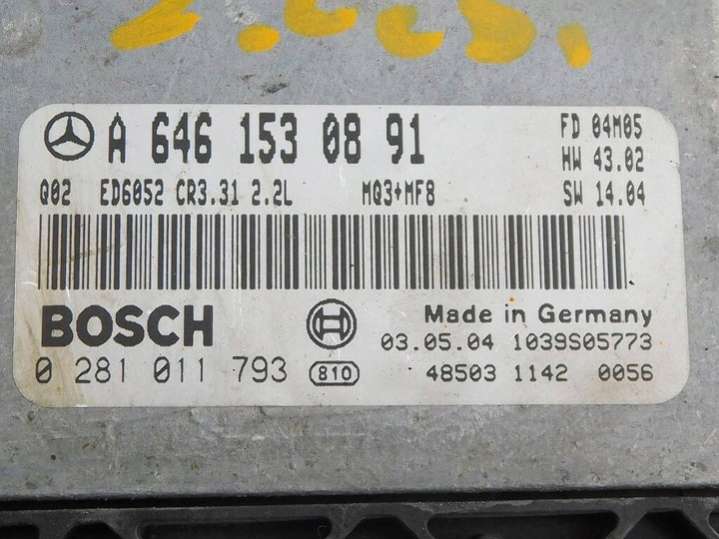 A 646 153 08 91
FD 04M05
HW 43.02
Q02 ED6052 CR3.31 2.2L MQ3+MF8 SW 14.04
BOSCH
Made in Germany
03.05.04 1039S05773
0 281 011 793 810 48503 1142 0056